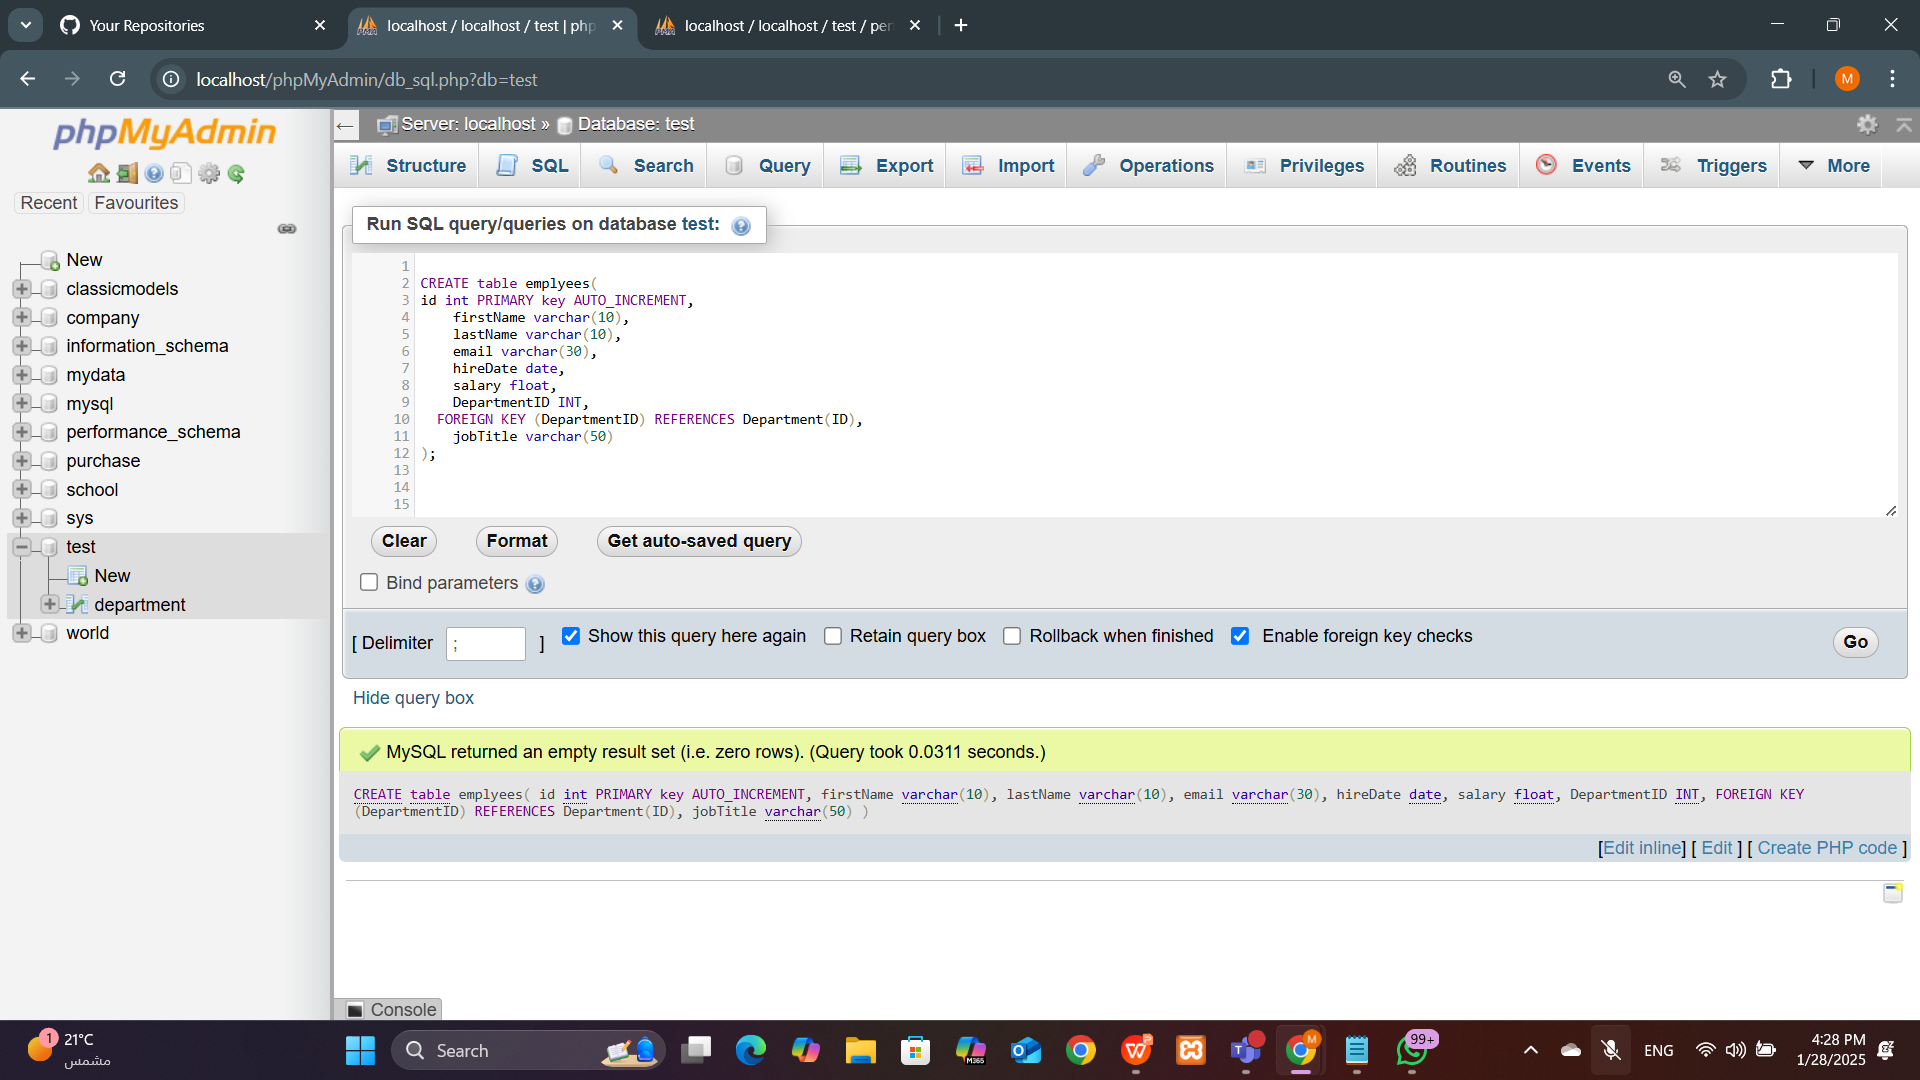 Your Repositories
localhost / localhost / test | php
localhost / localhost / test / per
localhost/phpMyAdmin/db_sql.php?db=test
M
phpMyAdmin
Recent
Favourites
New
classicmodels
company
information_schema
mydata
mysql
performance_schema
purchase
school
sys
test
New
department
world
Server: localhost » Database: test
Structure
SQL
Search
Query
Export
Import
Operations
Privileges
Routines
Events
Triggers
More
Run SQL query/queries on database test:
1
2 CREATE table emplyees(
3 id int PRIMARY key AUTO_INCREMENT,
4 firstName varchar(10),
5 lastName varchar(10),
6 email varchar(30),
7 hireDate date,
8 salary float,
9 DepartmentID INT,
10 FOREIGN KEY (DepartmentID) REFERENCES Department(ID),
11 jobTitle varchar(50)
12 );
13
14
15
Clear
Format
Get auto-saved query
Bind parameters
[ Delimiter ; ]
Show this query here again
Retain query box
Rollback when finished
Enable foreign key checks
Go
Hide query box
MySQL returned an empty result set (i.e. zero rows). (Query took 0.0311 seconds.)
CREATE table emplyees( id int PRIMARY key AUTO_INCREMENT, firstName varchar(10), lastName varchar(10), email varchar(30), hireDate date, salary float, DepartmentID INT, FOREIGN KEY
(DepartmentID) REFERENCES Department(ID), jobTitle varchar(50) )
[Edit inline] [ Edit ] [ Create PHP code ]
Console
1
21°C
مشمس
Search
M365
M
99+
ENG
4:28 PM
1/28/2025